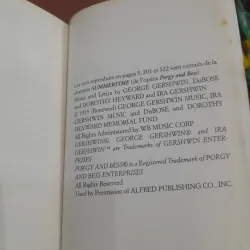 Les vers reproduits en pages 5, 201 et 322 sont extraits de la
chanson SUMMERTIME (de l'opéra Porgy and Bess)
Music and Lyrics by GEORGE GERSHWIN, DuBOSE
and DOROTHY HEYWARD and IRA GERSHWIN
© 1935 (Renewed) GEORGE GERSHWIN MUSIC, IRA
GERSHWIN MUSIC and DuBOSE and DOROTHY
HEYWARD MEMORIAL FUND
All Rights Administered by WB MUSIC CORP
GERSHWIN®, GEORGE GERSHWIN® and IRA
GERSHWIN™ are Trademarks of GERSHWIN ENTER-
PRISES
PORGY AND BESS® is a Registered Trademark of PORGY
AND BESS ENTERPRISES.
All Rights Reserved
Used by Permission of ALFRED PUBLISHING CO., INC.